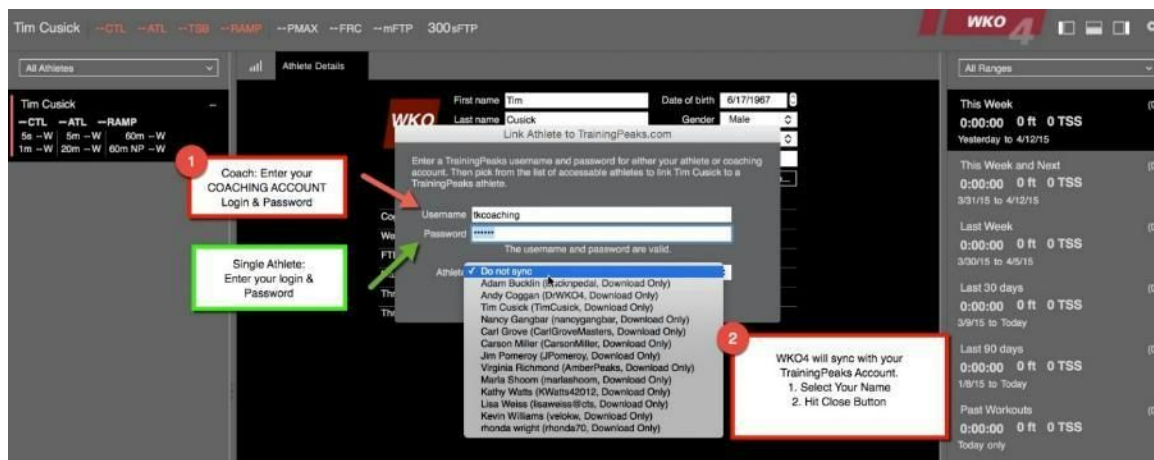 Tim Cusick --CTL --ATL --TSB --RAMP --PMAX --FRC --mFTP 300sFTP
WKO 4
All Athletes
Athlete Details
All Ranges
Tim Cusick --
--CTL --ATL --RAMP
5s --W 5m --W 60m --W
1m --W 20m --W 60m NP --W
First name Tim Date of birth 6/17/1967
WKO Last name Cusick Gender Male
Link Athlete to TrainingPeaks.com
Enter a TrainingPeaks username and password for either your athlete or coaching
account. Then pick from the list of accessable athletes to link Tim Cusick to a
TrainingPeaks athlete.
1
Coach: Enter your
COACHING ACCOUNT
Login & Password
Username tkcoaching
Password ••••••
The username and password are valid.
Single Athlete:
Enter your login &
Password
Athlete ✓ Do not sync
Adam Bucklin (Bucknpedal, Download Only)
Andy Coggan (DrWKO4, Download Only)
Tim Cusick (TimCusick, Download Only)
Nancy Gangbar (nancygangbar, Download Only)
Carl Grove (CarlGroveMasters, Download Only)
Carson Miller (CarsonMiller, Download Only)
Jim Pomeroy (JPomeroy, Download Only)
Virginia Richmond (AmberPeaks, Download Only)
Marla Shoom (marlashoom, Download Only)
Kathy Watts (KWatts42012, Download Only)
Lisa Weiss (lisaweiss@cts, Download Only)
Kevin Williams (velokw, Download Only)
rhonda wright (rhonda70, Download Only)
2
WKO4 will sync with your
TrainingPeaks Account.
1. Select Your Name
2. Hit Close Button
This Week
0:00:00 0 ft 0 TSS
Yesterday to 4/12/15
This Week and Next
0:00:00 0 ft 0 TSS
3/31/15 to 4/12/15
Last Week
0:00:00 0 ft 0 TSS
3/30/15 to 4/5/15
Last 30 days
0:00:00 0 ft 0 TSS
3/9/15 to Today
Last 90 days
0:00:00 0 ft 0 TSS
1/8/15 to Today
Past Workouts
0:00:00 0 ft 0 TSS
Today only